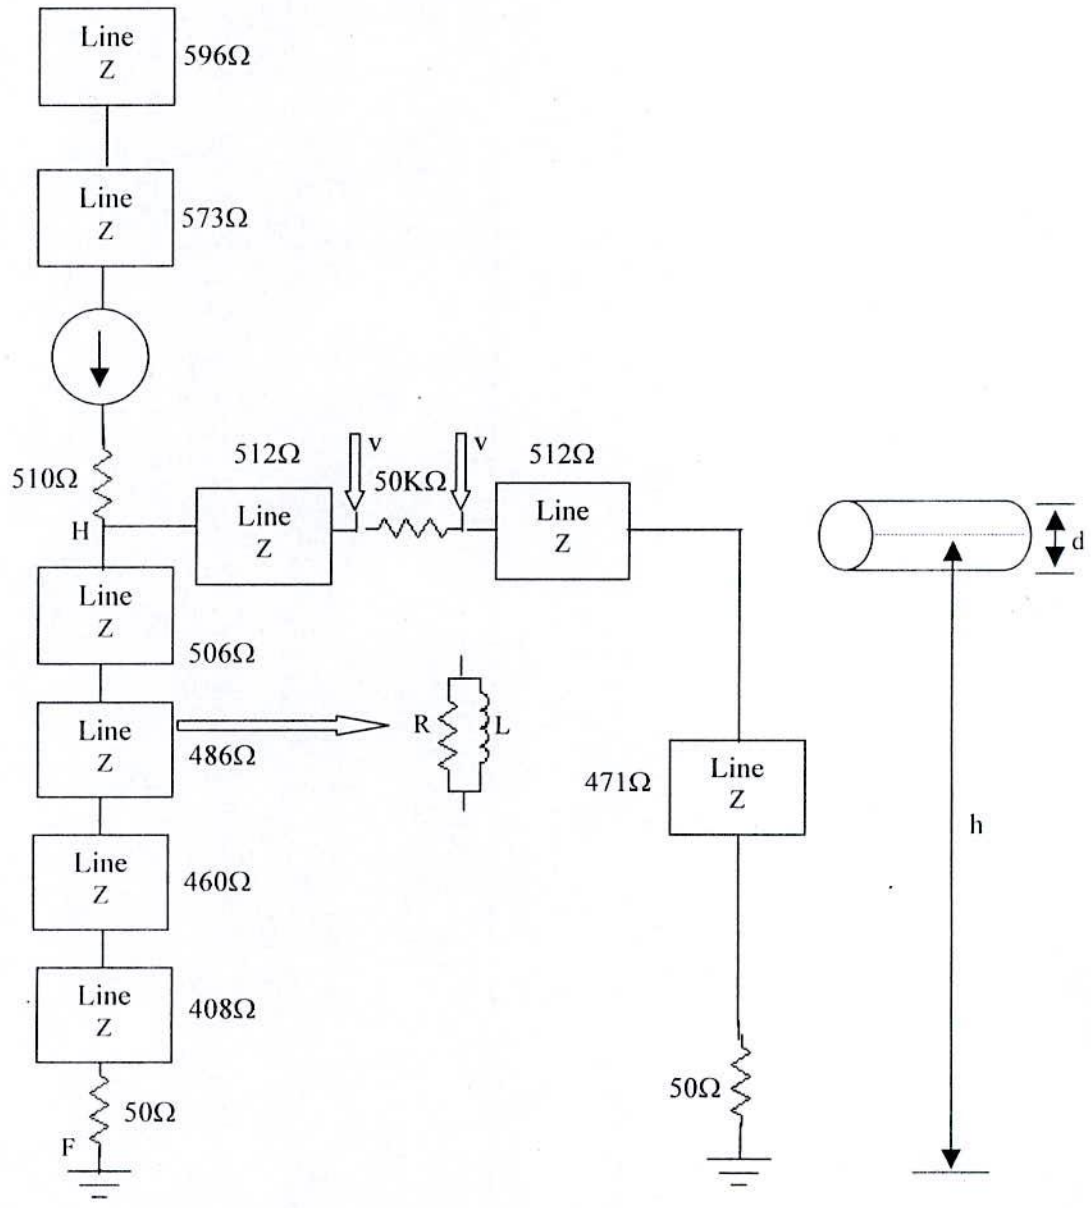 Line
Z
596Ω
Line
Z
573Ω
510Ω
H
512Ω
Line
Z
v
50KΩ
v
512Ω
Line
Z
d
Line
Z
506Ω
Line
Z
486Ω
R
L
471Ω
Line
Z
h
Line
Z
460Ω
Line
Z
408Ω
50Ω
F
50Ω